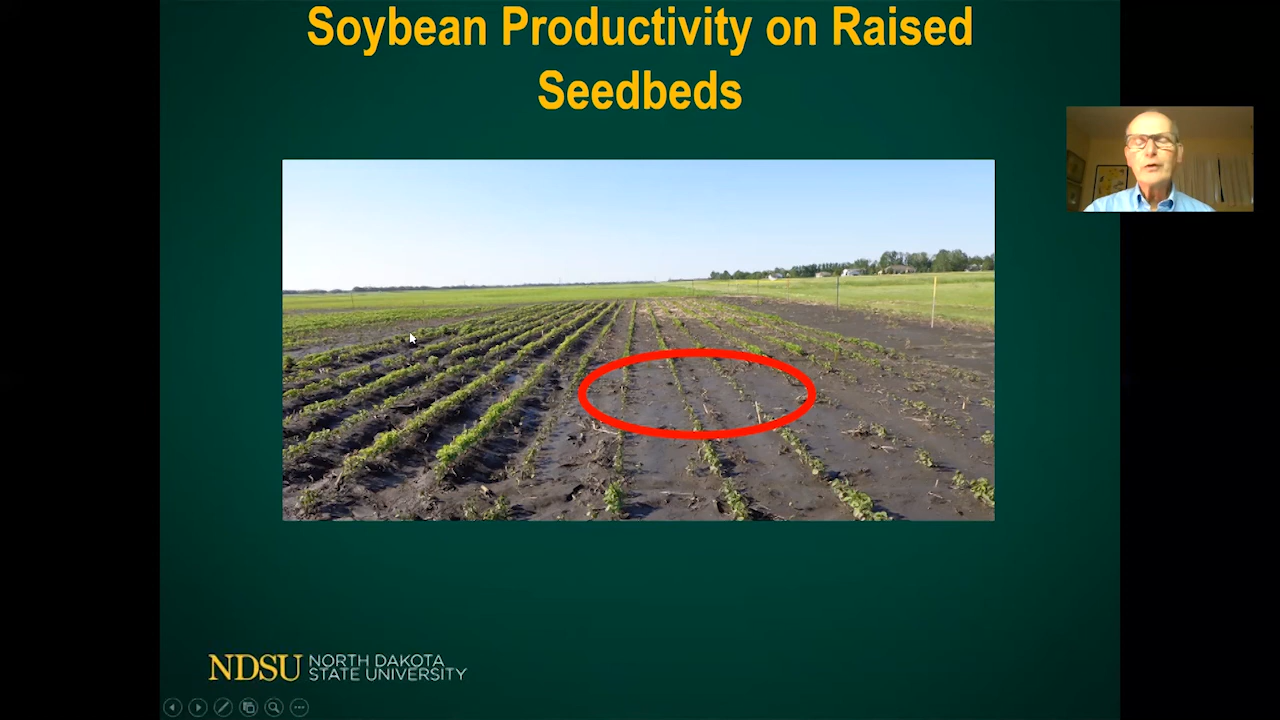 Soybean Productivity on Raised
Seedbeds
NDSU NORTH DAKOTA
STATE UNIVERSITY